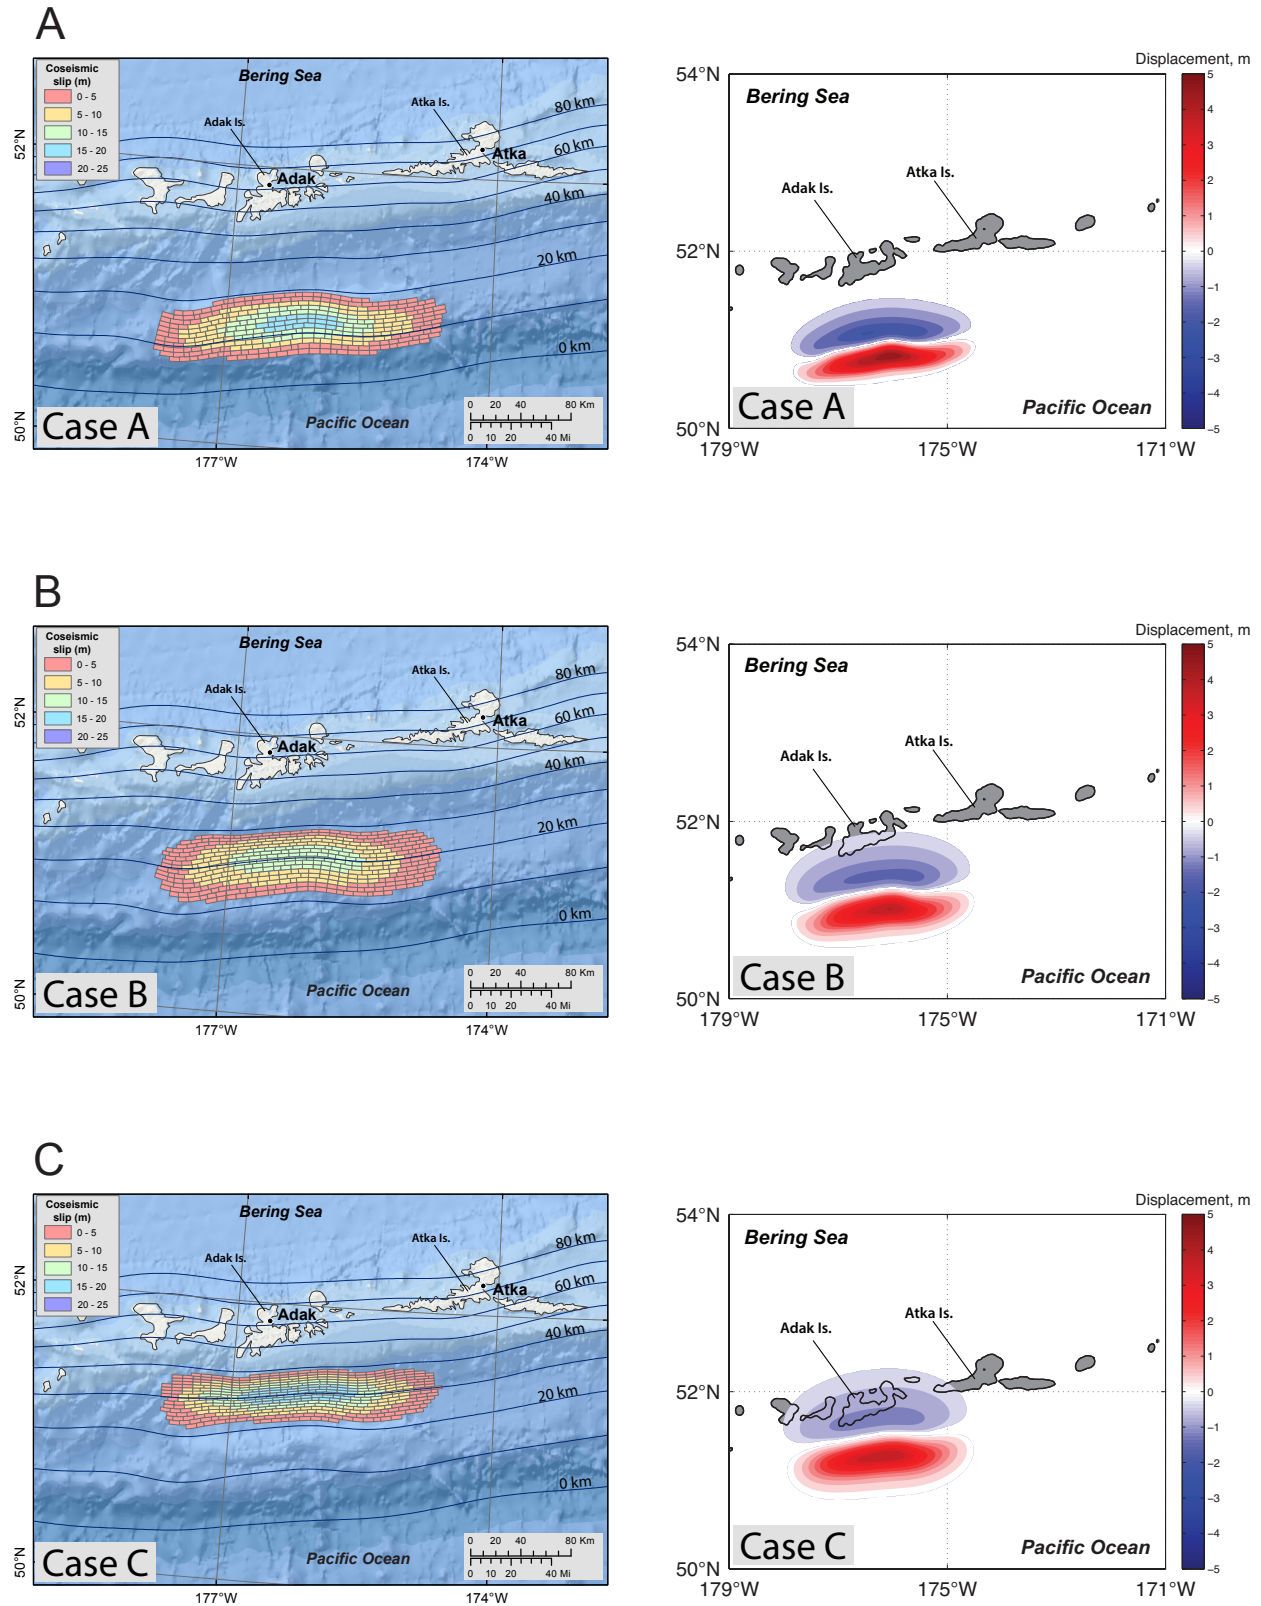 A
Coseismic
slip (m)
0 - 5
5 - 10
10 - 15
15 - 20
20 - 25
Bering Sea
Adak Is.
Atka Is.
Adak
Atka
80 km
60 km
40 km
20 km
0 km
52°N
50°N
Case A
Pacific Ocean
0 20 40 80 Km
0 10 20 40 Mi
177°W
174°W
Displacement, m
54°N
52°N
50°N
Bering Sea
Adak Is.
Atka Is.
Case A
Pacific Ocean
179°W
175°W
171°W
5
4
3
2
1
0
−1
−2
−3
−4
−5
B
Coseismic
slip (m)
0 - 5
5 - 10
10 - 15
15 - 20
20 - 25
Bering Sea
Adak Is.
Atka Is.
Adak
Atka
80 km
60 km
40 km
20 km
0 km
52°N
50°N
Case B
Pacific Ocean
0 20 40 80 Km
0 10 20 40 Mi
177°W
174°W
Displacement, m
54°N
52°N
50°N
Bering Sea
Adak Is.
Atka Is.
Case B
Pacific Ocean
179°W
175°W
171°W
5
4
3
2
1
0
−1
−2
−3
−4
−5
C
Coseismic
slip (m)
0 - 5
5 - 10
10 - 15
15 - 20
20 - 25
Bering Sea
Adak Is.
Atka Is.
Adak
Atka
80 km
60 km
40 km
20 km
0 km
52°N
50°N
Case C
Pacific Ocean
0 20 40 80 Km
0 10 20 40 Mi
177°W
174°W
Displacement, m
54°N
52°N
50°N
Bering Sea
Adak Is.
Atka Is.
Case C
Pacific Ocean
179°W
175°W
171°W
5
4
3
2
1
0
−1
−2
−3
−4
−5